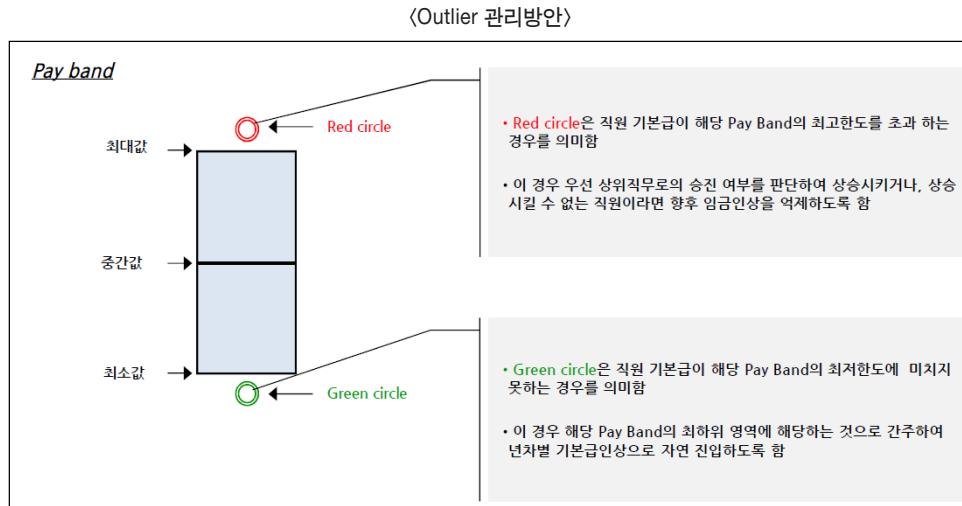 〈Outlier 관리방안〉
Pay band
Red circle
최대값
중간값
최소값
Green circle
• Red circle은 직원 기본급이 해당 Pay Band의 최고한도를 초과 하는
경우를 의미함
• 이 경우 우선 상위직무로의 승진 여부를 판단하여 상승시키거나, 상승
시킬 수 없는 직원이라면 향후 임금인상을 억제하도록 함
• Green circle은 직원 기본급이 해당 Pay Band의 최저한도에 미치지
못하는 경우를 의미함
• 이 경우 해당 Pay Band의 최하위 영역에 해당하는 것으로 간주하여
년차별 기본급인상으로 자연 진입하도록 함